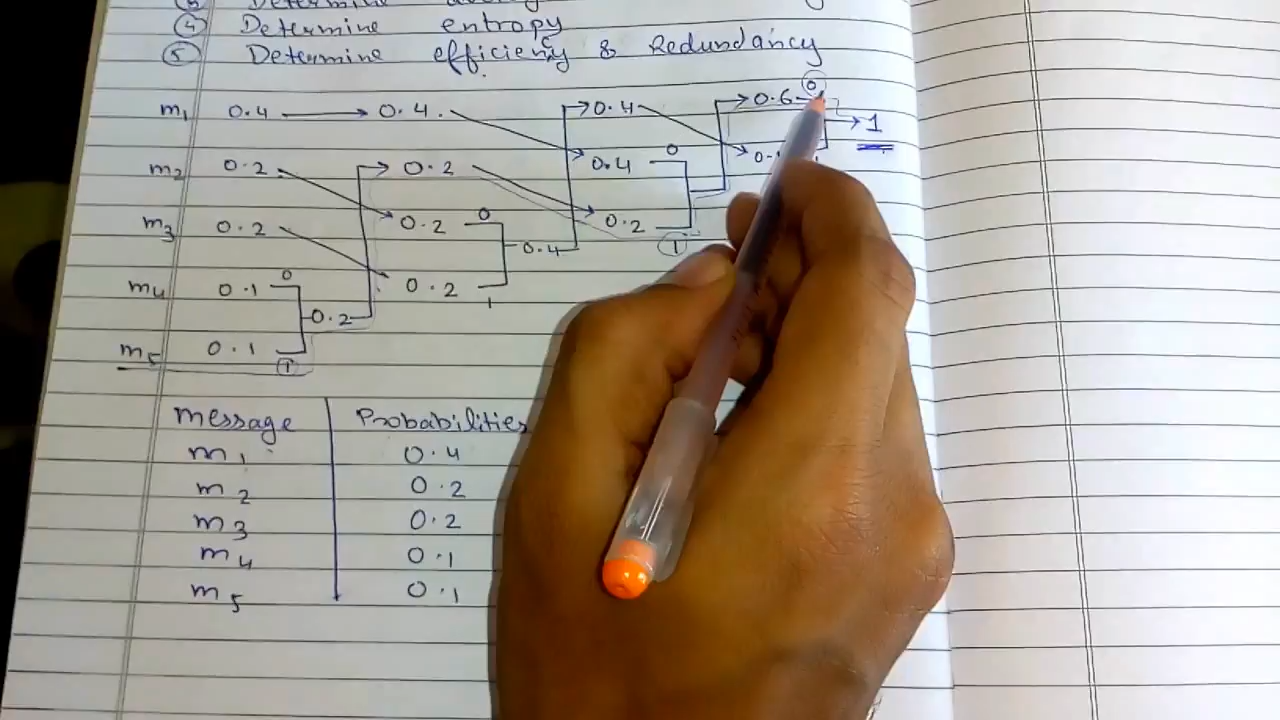 ③ Determine
④ Determine entropy
⑤ Determine efficiency & Redundancy
m1 0.4 0.4 0.4 0.6 0 1
m2 0.2 0.2 0.4 0 0.
m3 0.2 0.2 0 0.4 0.2 1
m4 0.1 0 0.2 0.2 1
m5 0.1 1
message Probabilities
m1 0.4
m2 0.2
m3 0.2
m4 0.1
m5 0.1